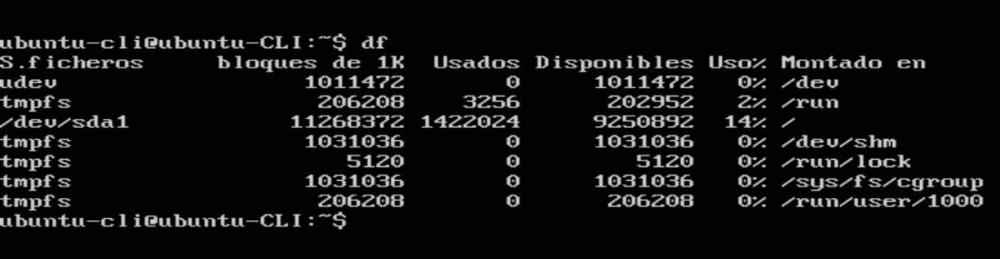 ubuntu-cli@ubuntu-CLI:~$ df
S.ficheros     bloques de 1K  Usados Disponibles Uso% Montado en
udev                 1011472       0     1011472   0% /dev
tmpfs                 206208    3256      202952   2% /run
/dev/sda1           11268372 1422024     9250892  14% /
tmpfs                1031036       0     1031036   0% /dev/shm
tmpfs                   5120       0        5120   0% /run/lock
tmpfs                1031036       0     1031036   0% /sys/fs/cgroup
tmpfs                 206208       0      206208   0% /run/user/1000
ubuntu-cli@ubuntu-CLI:~$